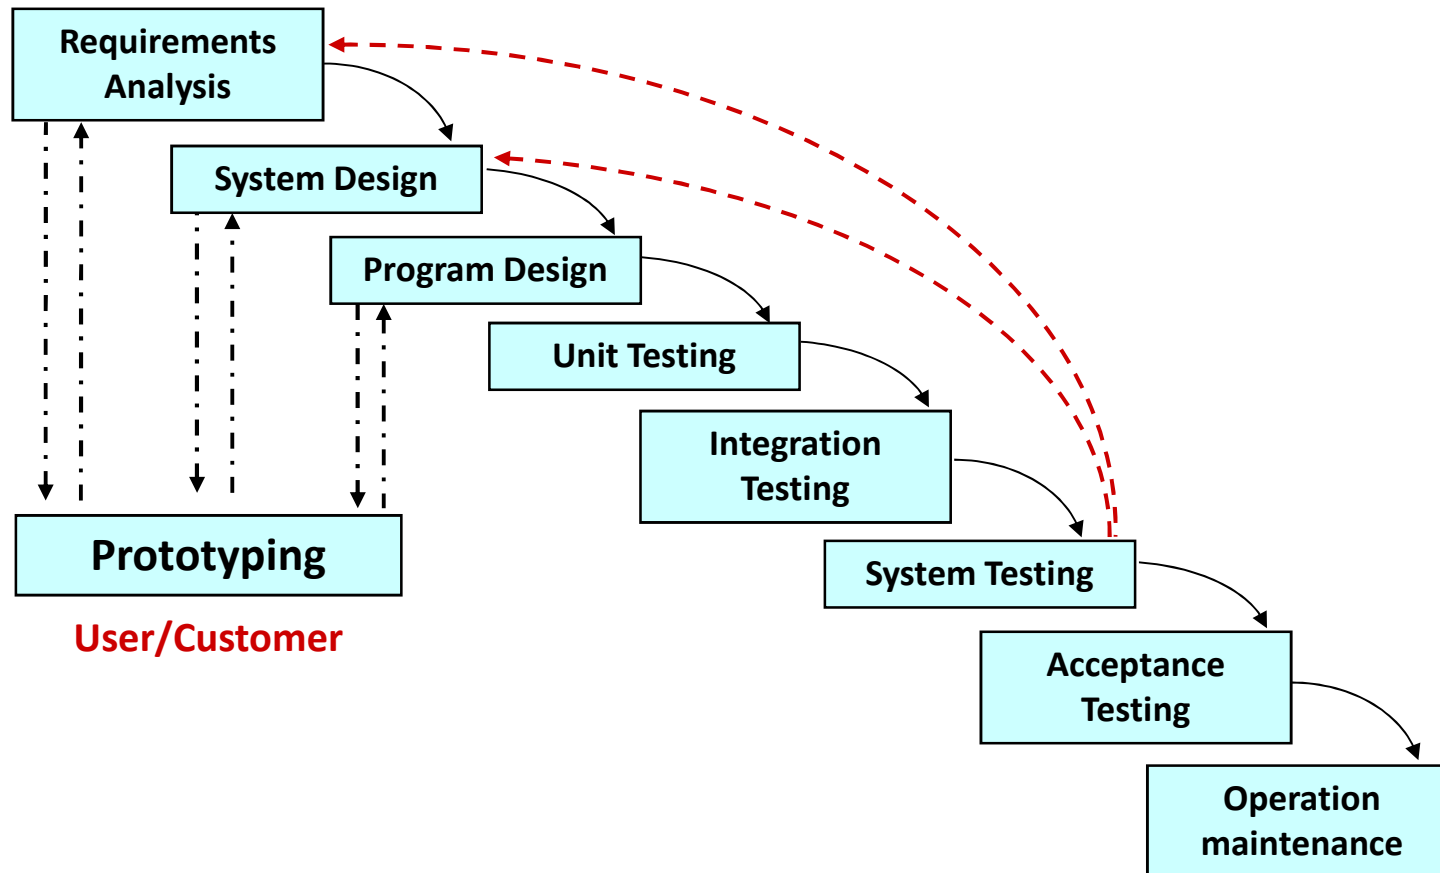 Requirements
Analysis
System Design
Program Design
Unit Testing
Integration
Testing
System Testing
Prototyping
User/Customer
Acceptance
Testing
Operation
maintenance